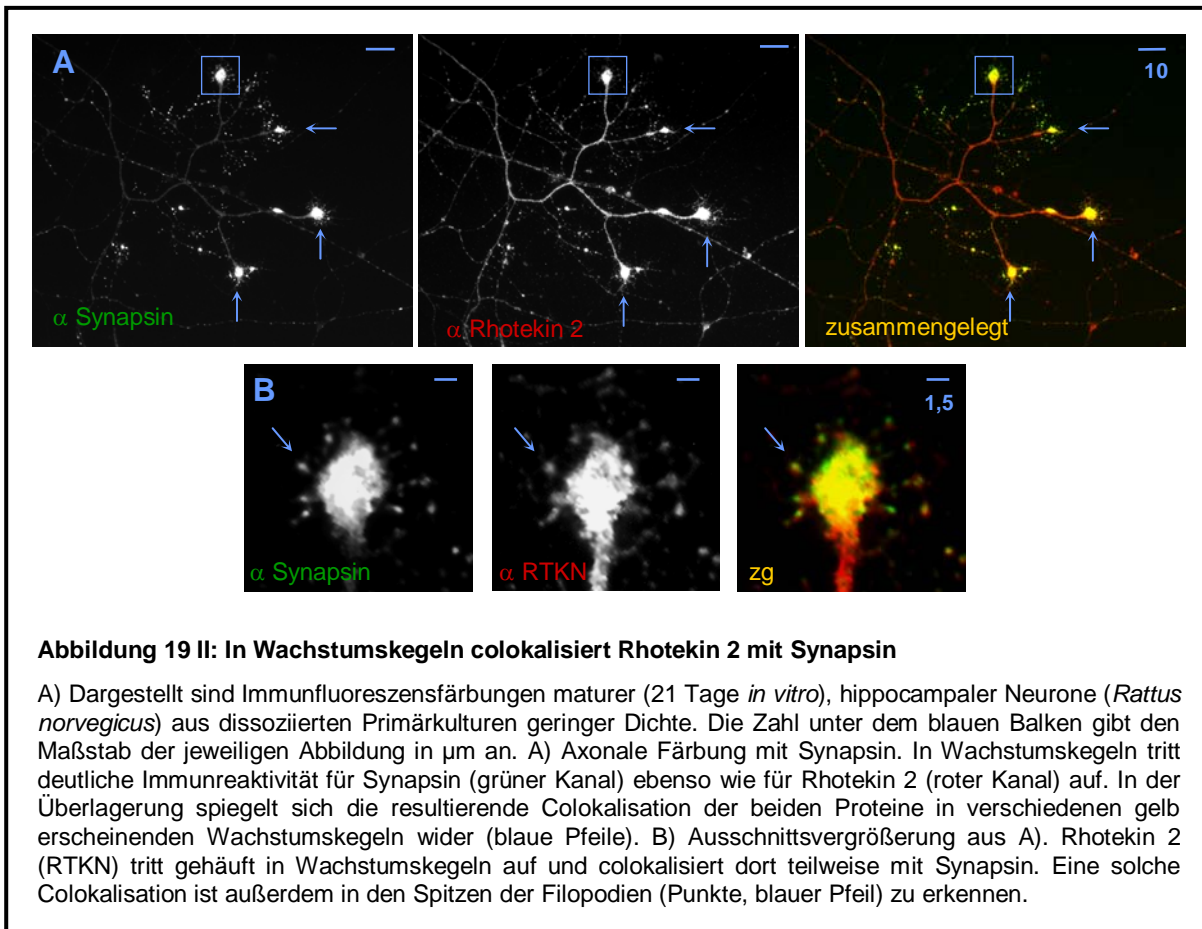 A
10
α Synapsin
α Rhotekin 2
zusammengelegt
B
1,5
α Synapsin
α RTKN
zg
Abbildung 19 II: In Wachstumskegeln colokalisiert Rhotekin 2 mit Synapsin
A) Dargestellt sind Immunfluoreszensfärbungen maturer (21 Tage in vitro), hippocampaler Neurone (Rattus
norvegicus) aus dissoziierten Primärkulturen geringer Dichte. Die Zahl unter dem blauen Balken gibt den
Maßstab der jeweiligen Abbildung in µm an. A) Axonale Färbung mit Synapsin. In Wachstumskegeln tritt
deutliche Immunreaktivität für Synapsin (grüner Kanal) ebenso wie für Rhotekin 2 (roter Kanal) auf. In der
Überlagerung spiegelt sich die resultierende Colokalisation der beiden Proteine in verschiedenen gelb
erscheinenden Wachstumskegeln wider (blaue Pfeile). B) Ausschnittsvergrößerung aus A). Rhotekin 2
(RTKN) tritt gehäuft in Wachstumskegeln auf und colokalisiert dort teilweise mit Synapsin. Eine solche
Colokalisation ist außerdem in den Spitzen der Filopodien (Punkte, blauer Pfeil) zu erkennen.